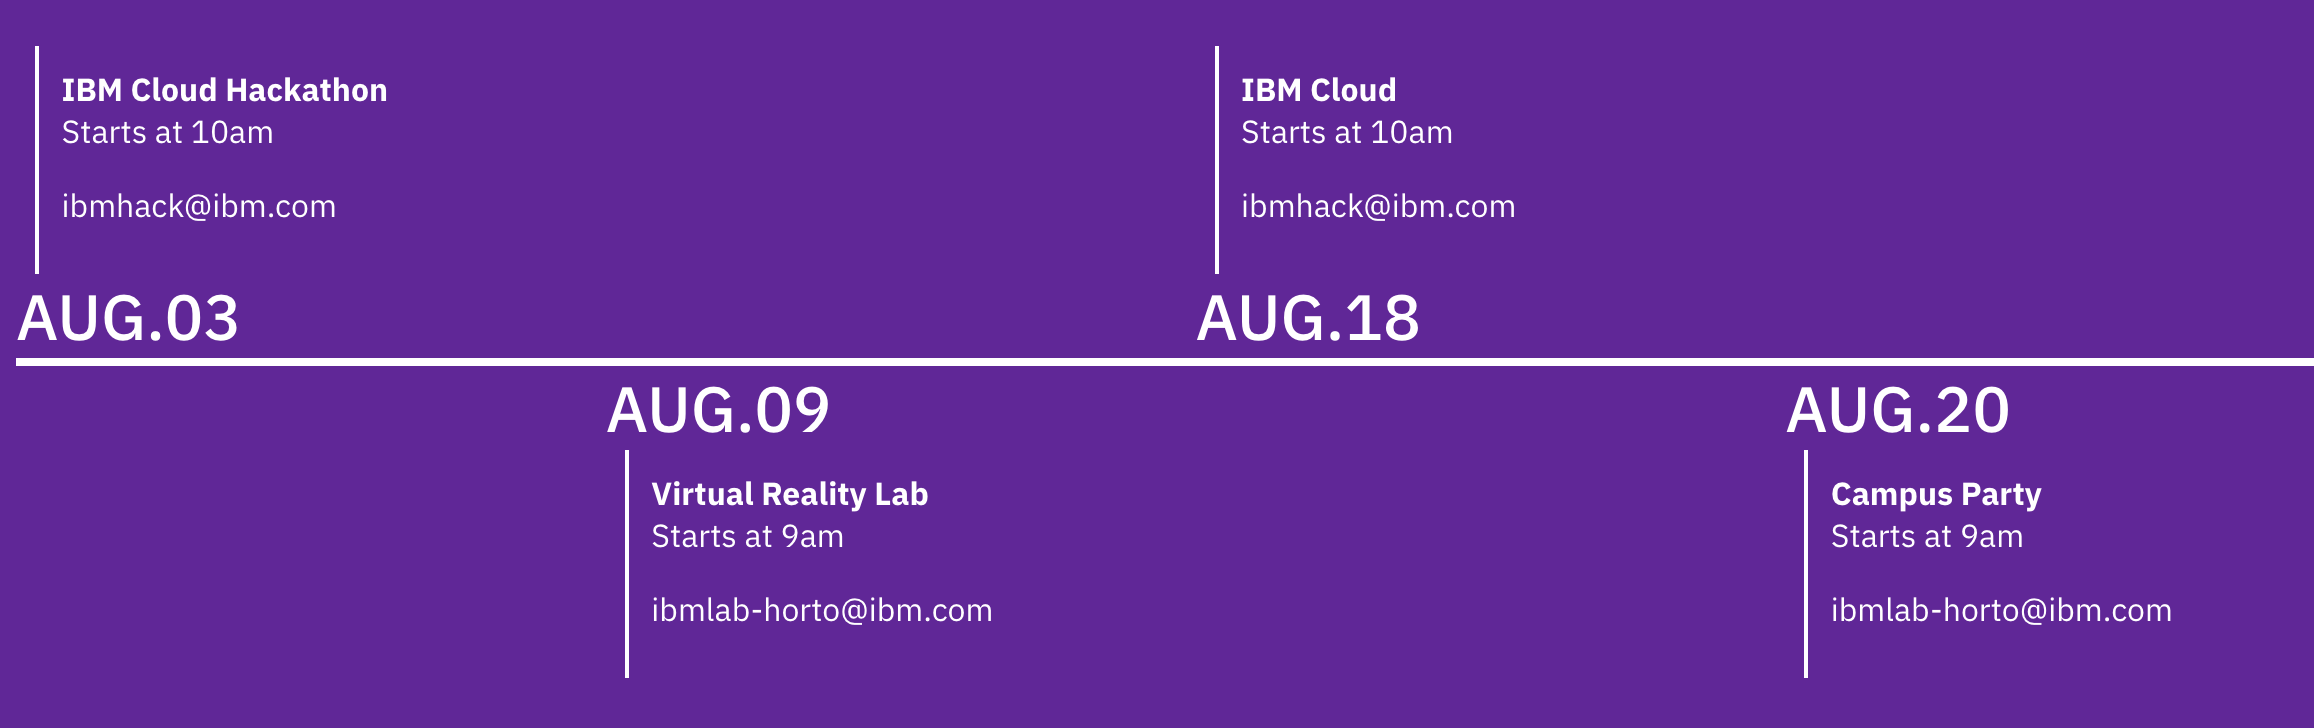 IBM Cloud Hackathon
Starts at 10am
ibmhack@ibm.com
AUG.03
AUG.09
Virtual Reality Lab
Starts at 9am
ibmlab-horto@ibm.com
IBM Cloud
Starts at 10am
ibmhack@ibm.com
AUG.18
AUG.20
Campus Party
Starts at 9am
ibmlab-horto@ibm.com